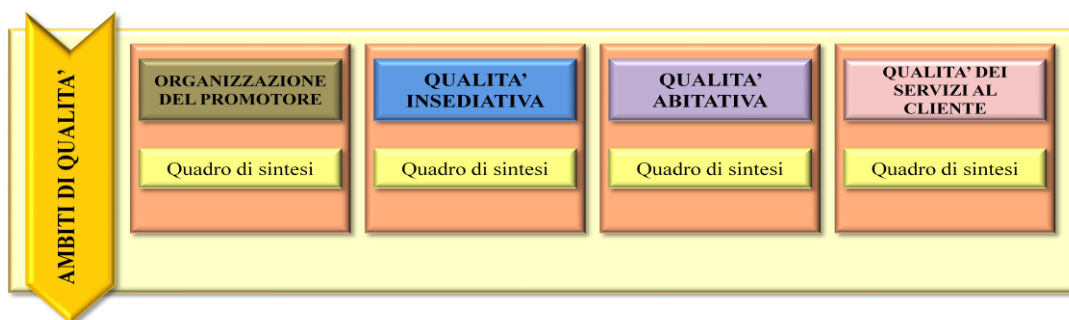 AMBITI DI QUALITA'
ORGANIZZAZIONE
DEL PROMOTORE
Quadro di sintesi
QUALITA'
INSEDIATIVA
Quadro di sintesi
QUALITA'
ABITATIVA
Quadro di sintesi
QUALITA' DEI
SERVIZI AL
CLIENTE
Quadro di sintesi